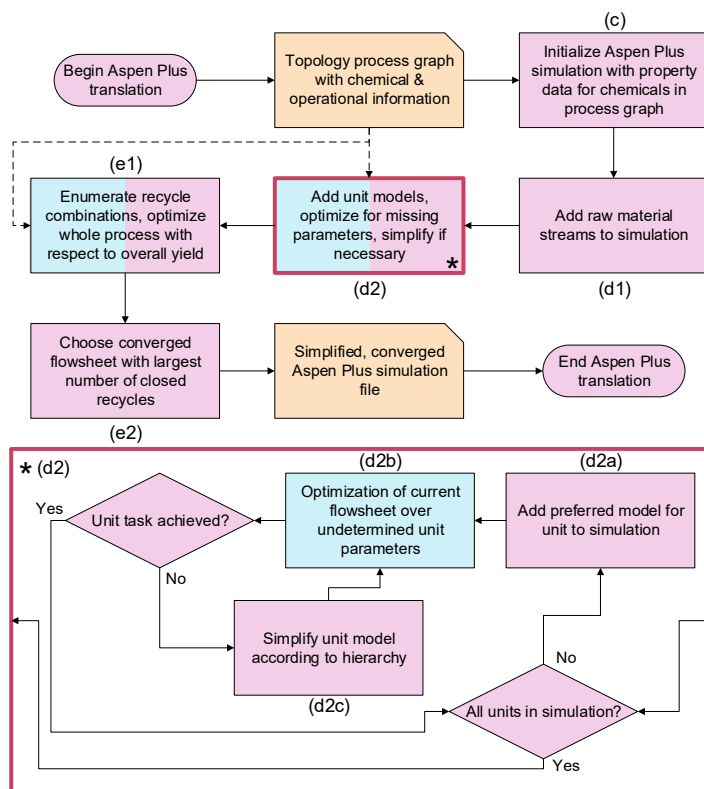 (c)
Begin Aspen Plus
translation
Topology process graph
with chemical &
operational information
Initialize Aspen Plus
simulation with property
data for chemicals in
process graph
(e1)
Enumerate recycle
combinations, optimize
whole process with
respect to overall yield
Add unit models,
optimize for missing
parameters, simplify if
necessary
*
(d2)
Add raw material
streams to simulation
(d1)
Choose converged
flowsheet with largest
number of closed
recycles
(e2)
Simplified, converged
Aspen Plus simulation
file
End Aspen Plus
translation
* (d2)
(d2b)
(d2a)
Yes
Unit task achieved?
No
Optimization of current
flowsheet over
undetermined unit
parameters
Add preferred model for
unit to simulation
Simplify unit model
according to hierarchy
(d2c)
No
All units in simulation?
Yes